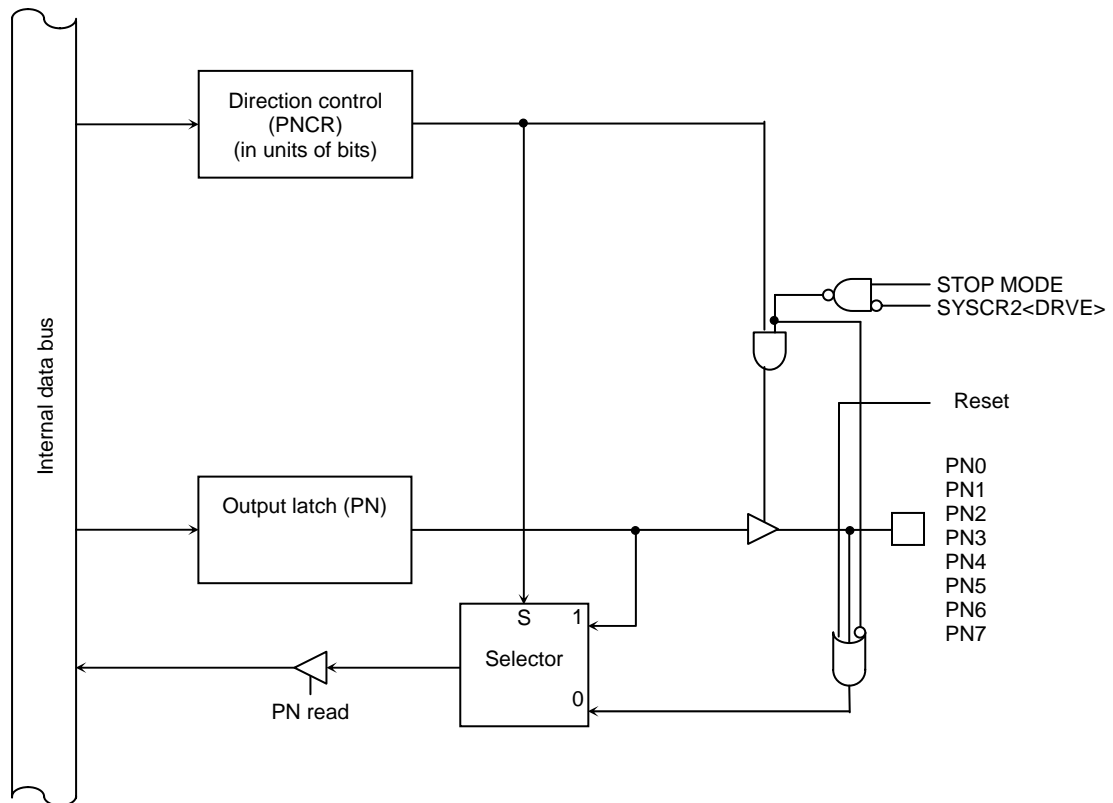 Direction control
(PNCR)
(in units of bits)
STOP MODE
SYSCR2<DRVE>
Internal data bus
Reset
PN0
PN1
PN2
PN3
PN4
PN5
PN6
PN7
Output latch (PN)
S
1
Selector
0
PN read